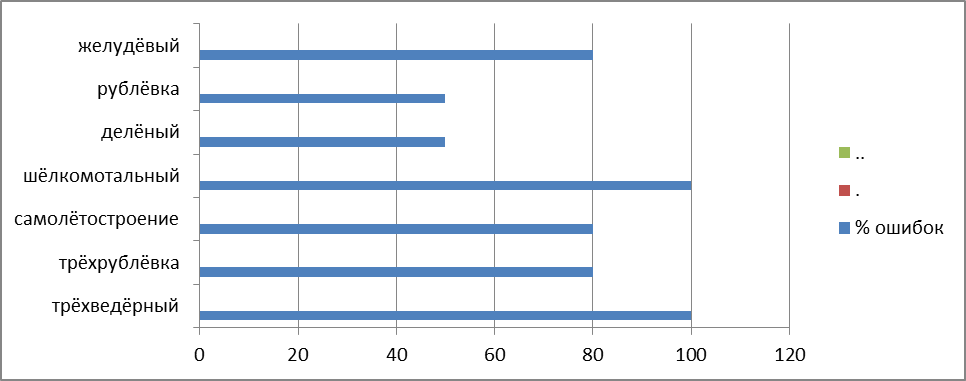 желудёвый
рублёвка
делёный
шёлкомотальный
самолётостроение
трёхрублёвка
трёхведёрный
0 20 40 60 80 100 120
..
.
% ошибок